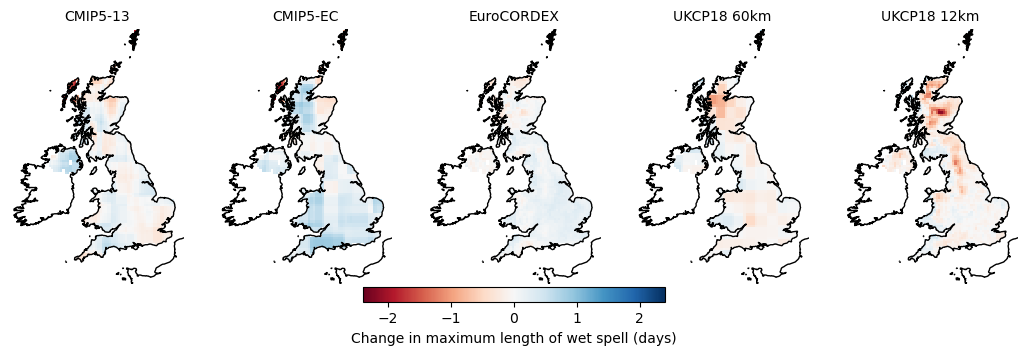 CMIP5-13 CMIP5-EC EuroCORDEX UKCP18 60km UKCP18 12km
−2 −1 0 1 2
Change in maximum length of wet spell (days)